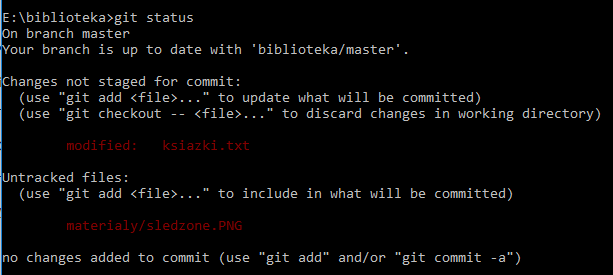 E:\biblioteka>git status
On branch master
Your branch is up to date with 'biblioteka/master'.
Changes not staged for commit:
(use "git add <file>..." to update what will be committed)
(use "git checkout -- <file>..." to discard changes in working directory)
modified:   ksiazki.txt
Untracked files:
(use "git add <file>..." to include in what will be committed)
materialy/sledzone.PNG
no changes added to commit (use "git add" and/or "git commit -a")